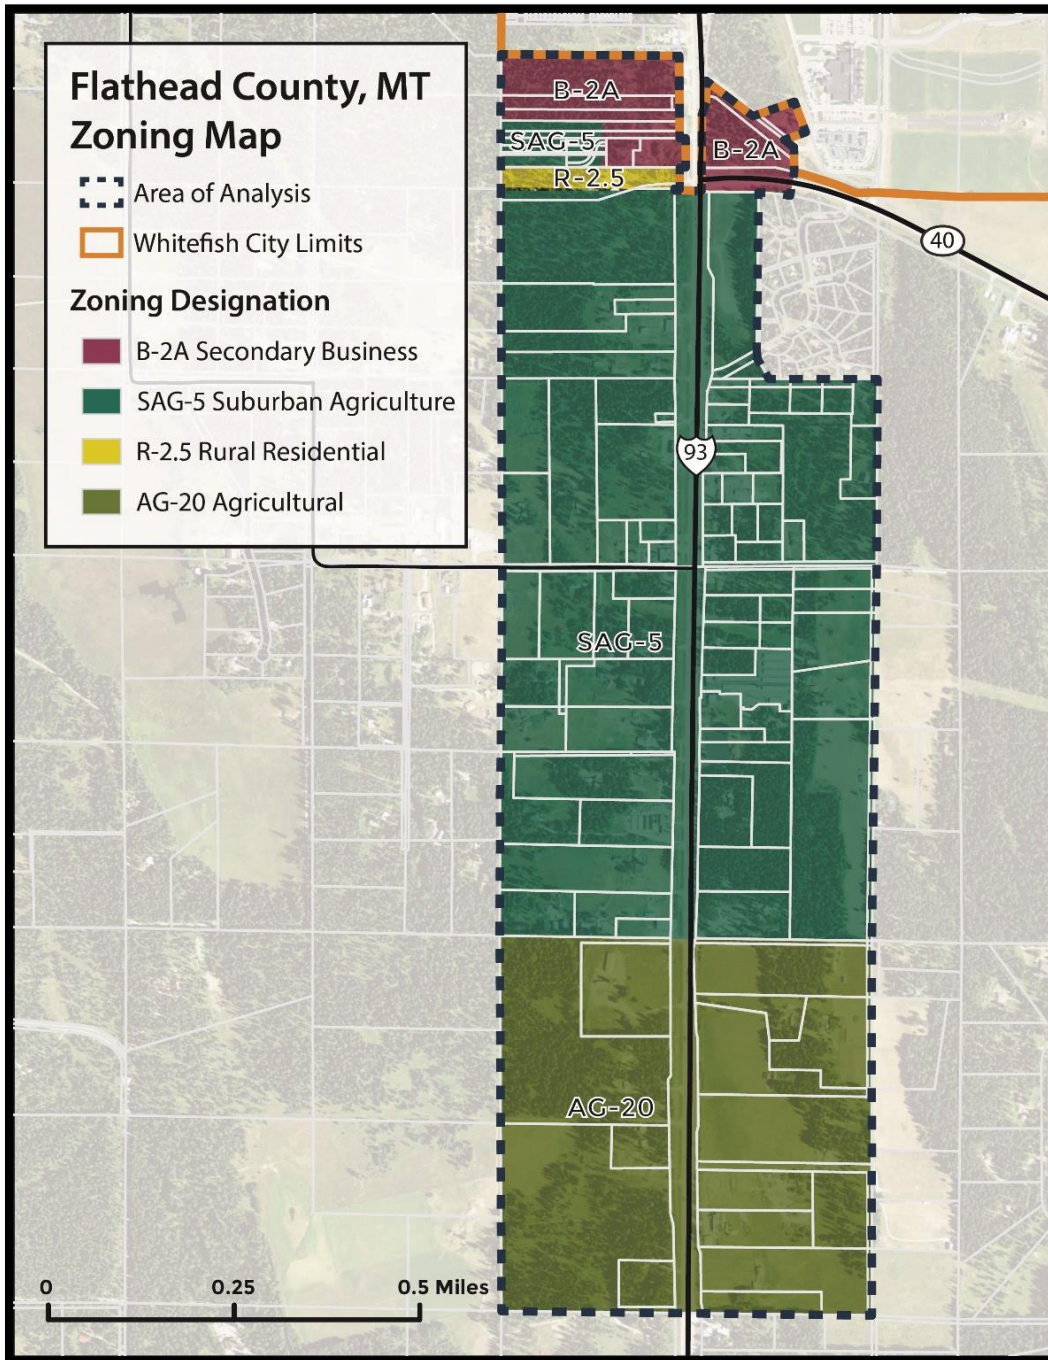 Flathead County, MT
Zoning Map
Area of Analysis
Whitefish City Limits
Zoning Designation
B-2A Secondary Business
SAG-5 Suburban Agriculture
R-2.5 Rural Residential
AG-20 Agricultural
B-2A
SAG-5
R-2.5
B-2A
40
93
SAG-5
AG-20
0 0.25 0.5 Miles